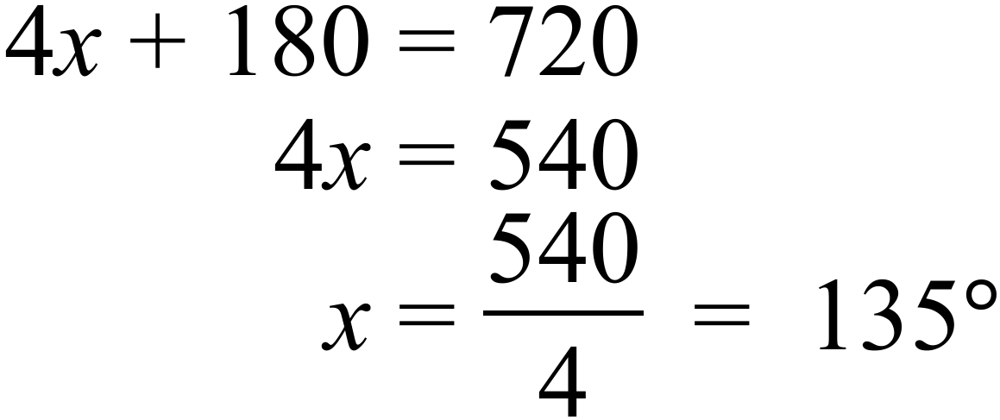 4x + 180 = 720
4x = 540
x = 540/4 = 135°